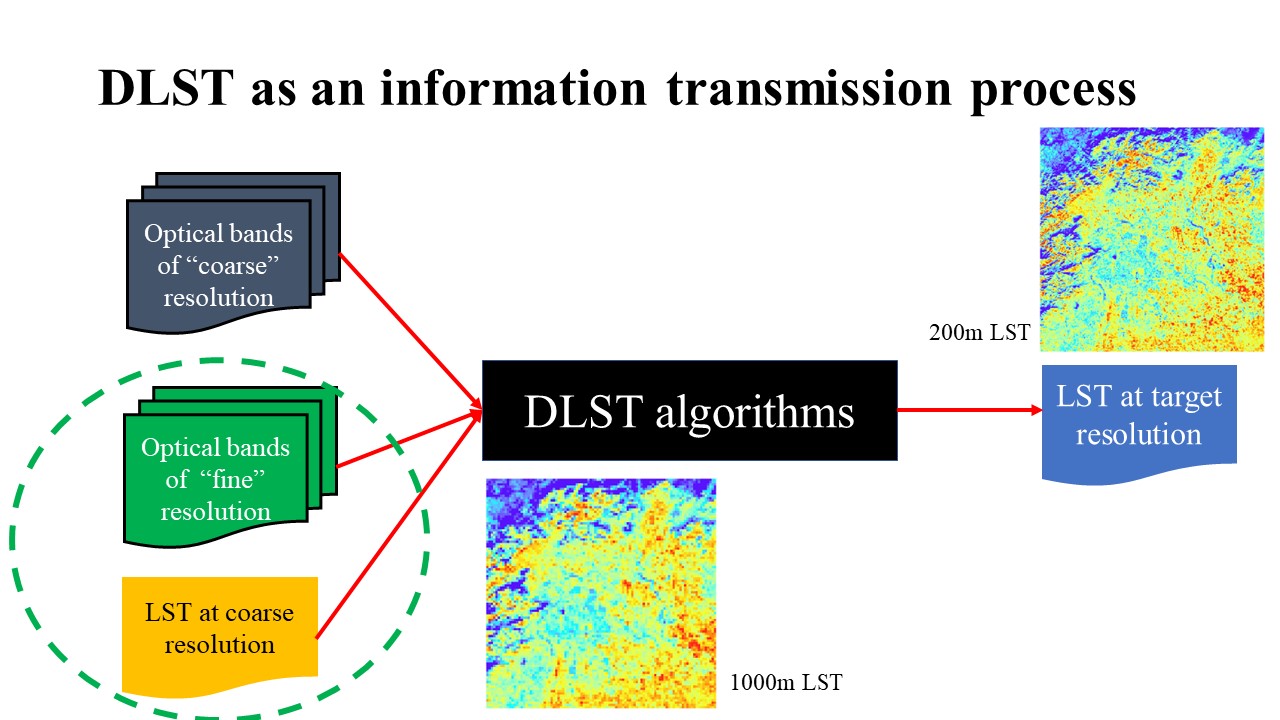 DLST as an information transmission process
Optical bands
of “coarse”
resolution
200m LST
Optical bands
of “fine”
resolution
DLST algorithms
LST at target
resolution
LST at coarse
resolution
1000m LST